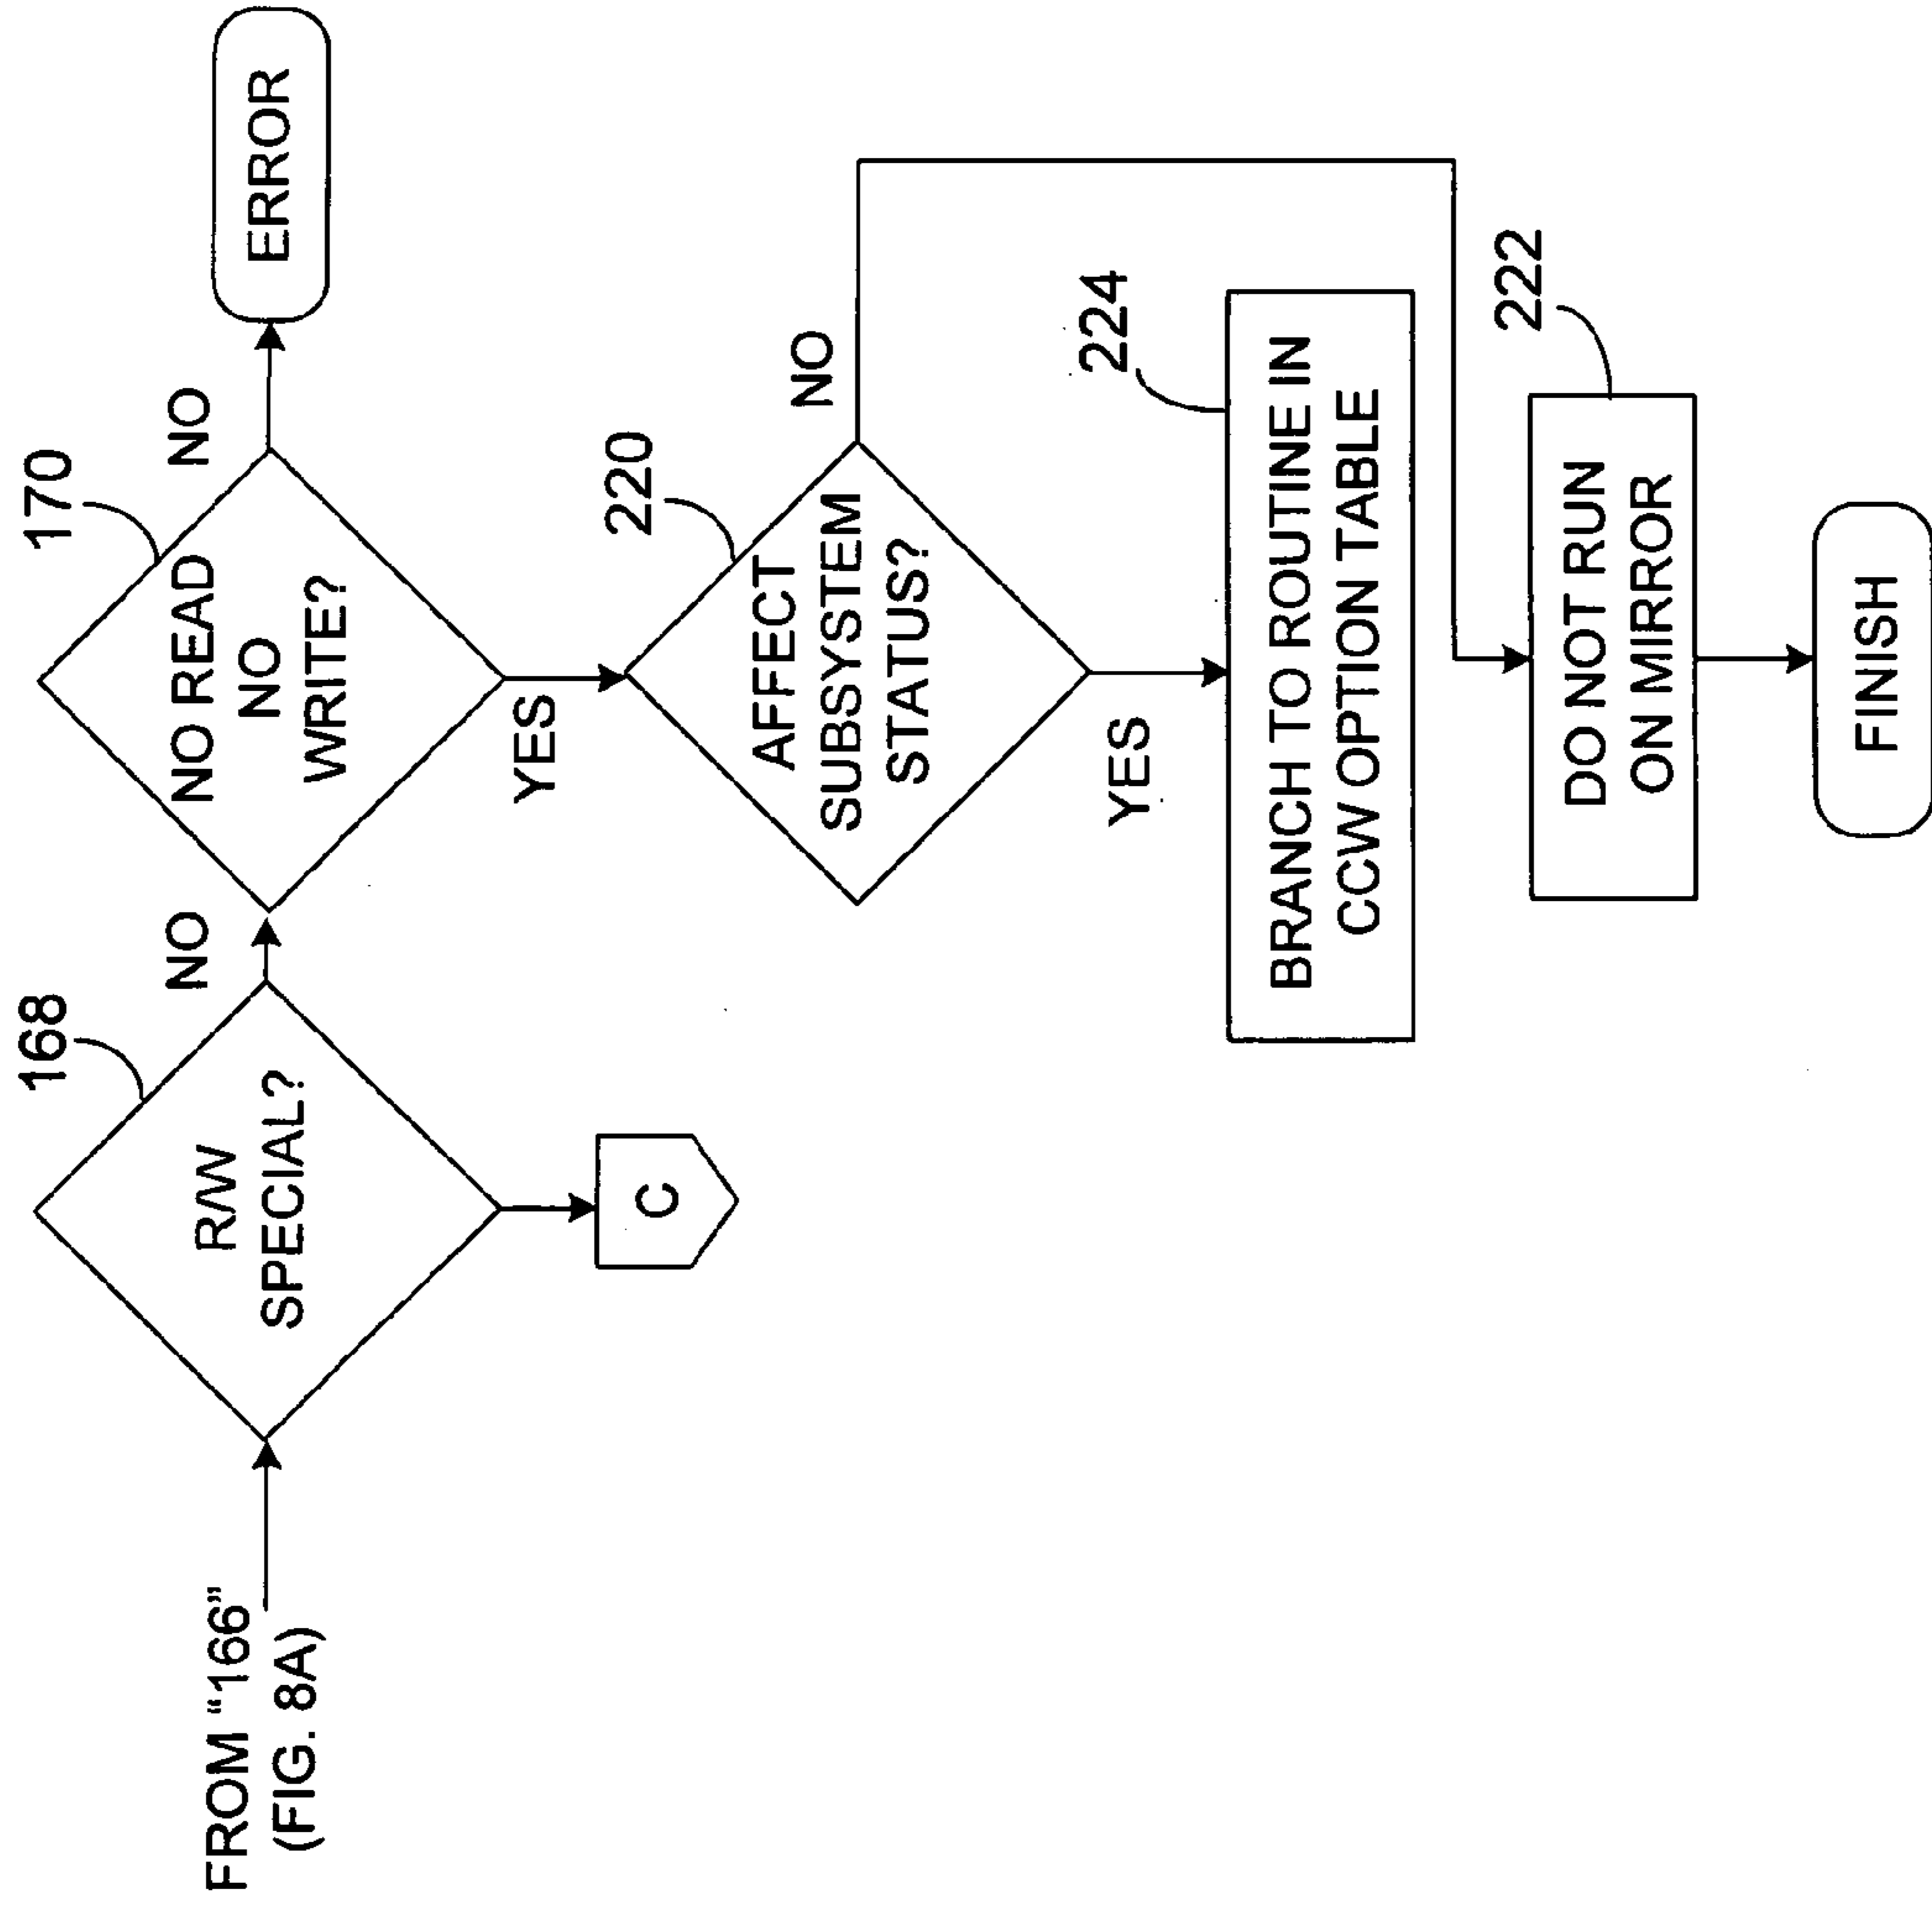 FROM “166”
(FIG. 8A)
168
R/W
SPECIAL?
NO
C
170
NO READ
NO
WRITE?
NO
ERROR
YES
220
AFFECT
SUBSYSTEM
STATUS?
NO
YES
224
BRANCH TO ROUTINE IN
CCW OPTION TABLE
222
DO NOT RUN
ON MIRROR
FINISH